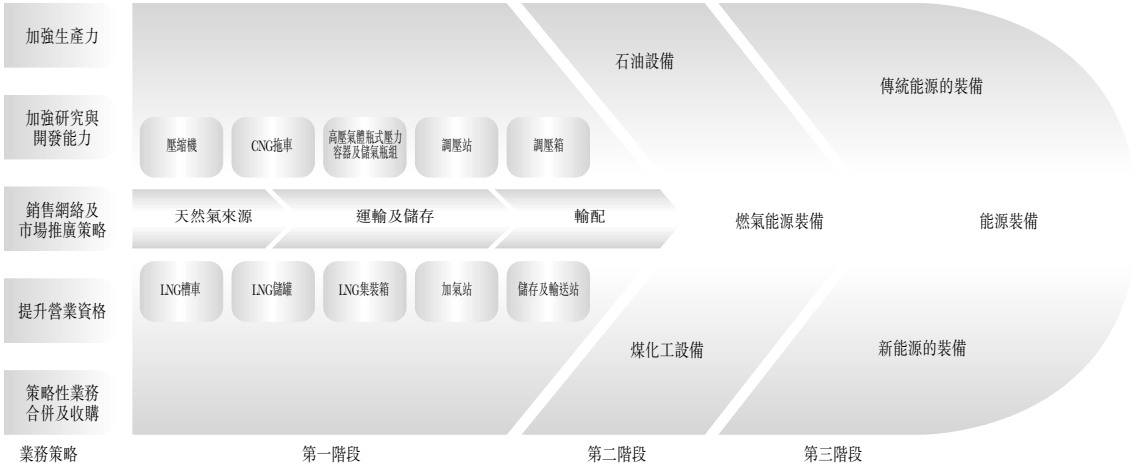 加強生產力
加強研究與
開發能力
銷售網絡及
市場推廣策略
提升營業資格
策略性業務
合併及收購
業務策略
壓縮機
CNG拖車
高壓氣體瓶式壓力
容器及儲氣瓶組
調壓站
調壓箱
天然氣來源
運輸及儲存
輸配
LNG槽車
LNG儲罐
LNG集裝箱
加氣站
儲存及輸送站
第一階段
石油設備
燃氣能源裝備
煤化工設備
第二階段
傳統能源的裝備
能源裝備
新能源的裝備
第三階段